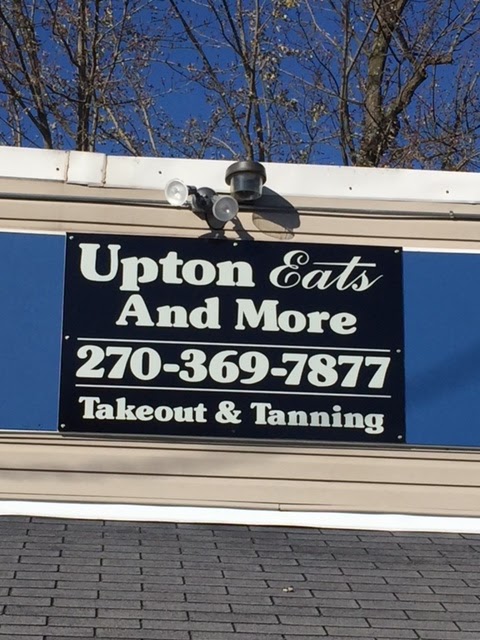 Upton Eats
And More
270-369-7877
Takeout & Tanning